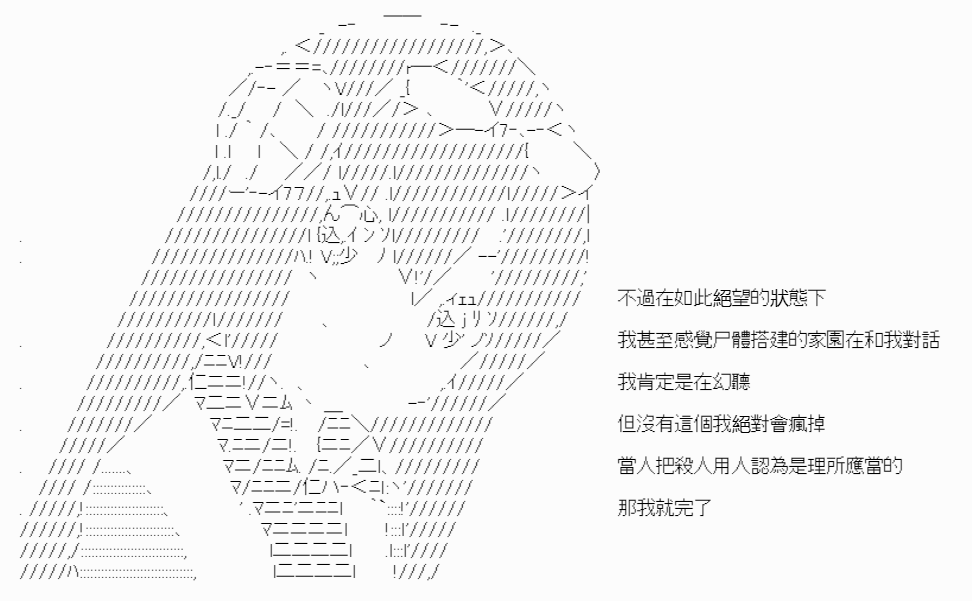 不過在如此絕望的狀態下
我甚至感覺尸體搭建的家園在和我對話
我肯定是在幻聽
但沒有這個我絕對會瘋掉
當人把殺人用人認為是理所應當的
那我就完了